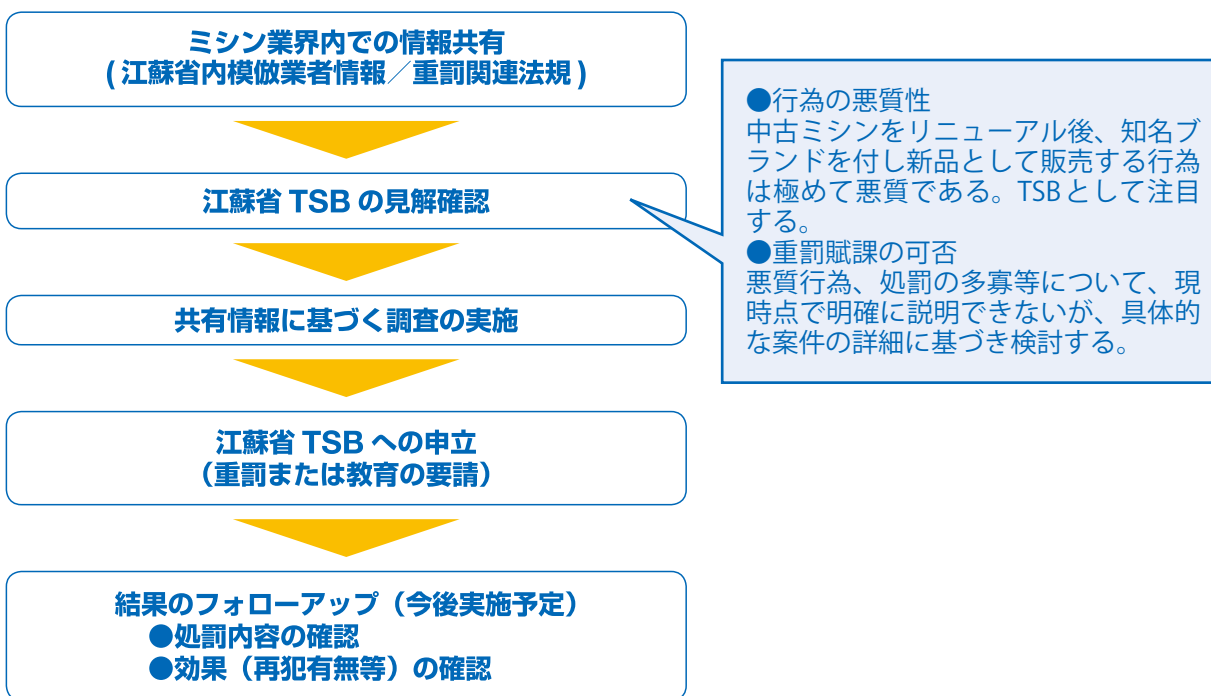 ミシン業界内での情報共有
(江蘇省内模倣業者情報／重罰関連法規)
江蘇省 TSB の見解確認
●行為の悪質性
中古ミシンをリニューアル後、知名ブ
ランドを付し新品として販売する行為
は極めて悪質である。TSBとして注目
する。
●重罰賦課の可否
悪質行為、処罰の多寡等について、現
時点で明確に説明できないが、具体的
な案件の詳細に基づき検討する。
共有情報に基づく調査の実施
江蘇省 TSB への申立
（重罰または教育の要請）
結果のフォローアップ（今後実施予定）
●処罰内容の確認
●効果（再犯有無等）の確認